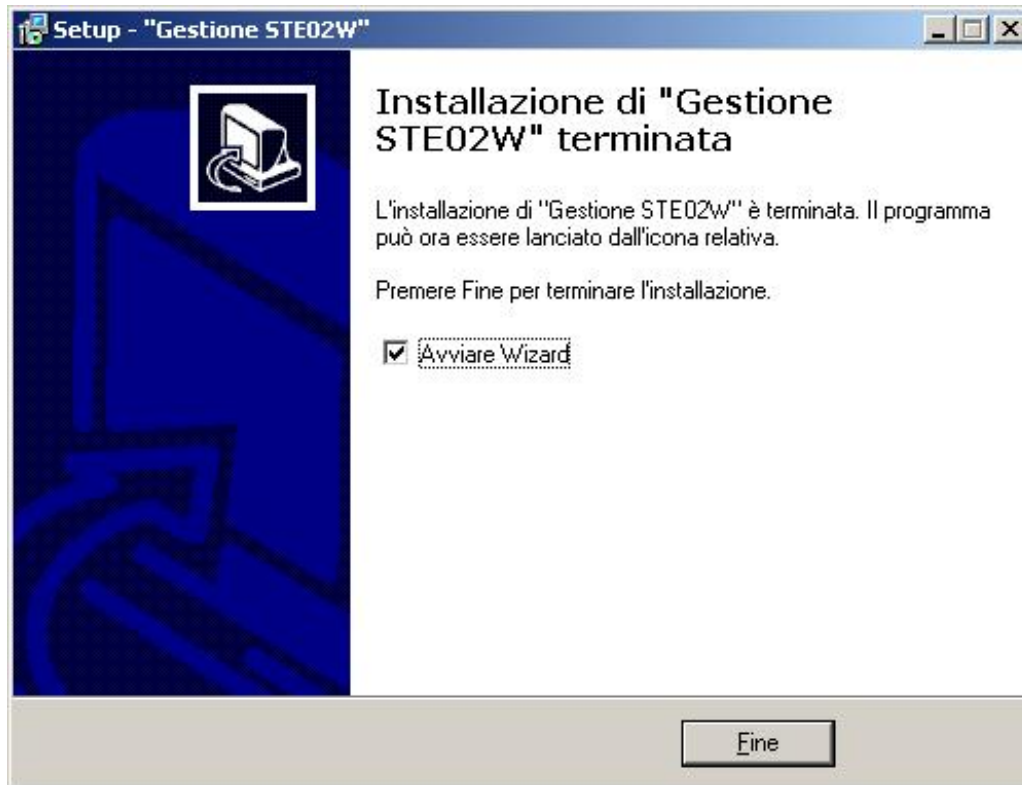 Setup - "Gestione STE02W"
Installazione di "Gestione
STE02W" terminata
L'installazione di "Gestione STE02W" è terminata. Il programma
può ora essere lanciato dall'icona relativa.
Premere Fine per terminare l'installazione.
Avviare Wizard
Fine